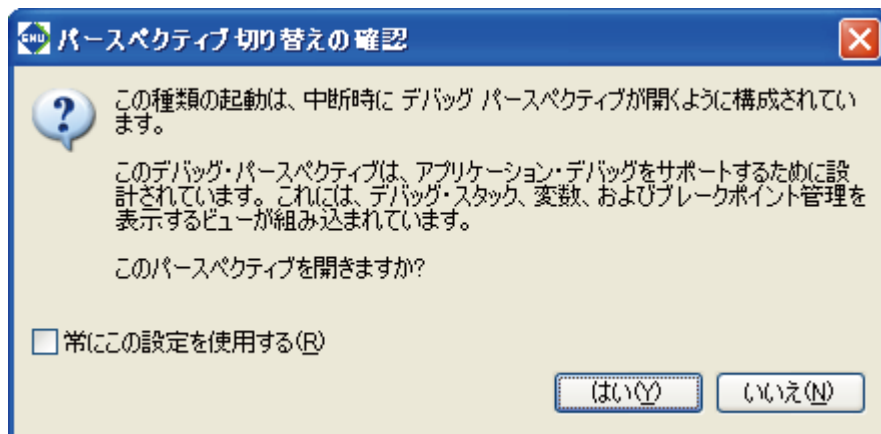 GNU パースペクティブ切り替えの確認
この種類の起動は、中断時に デバッグ パースペクティブが開くように構成されてい
ます。
このデバッグ・パースペクティブは、アプリケーション・デバッグをサポートするために設
計されています。これには、デバッグ・スタック、変数、およびブレークポイント管理を
表示するビューが組み込まれています。
このパースペクティブを開きますか?
常にこの設定を使用する(R)
はい(Y) いいえ(N)